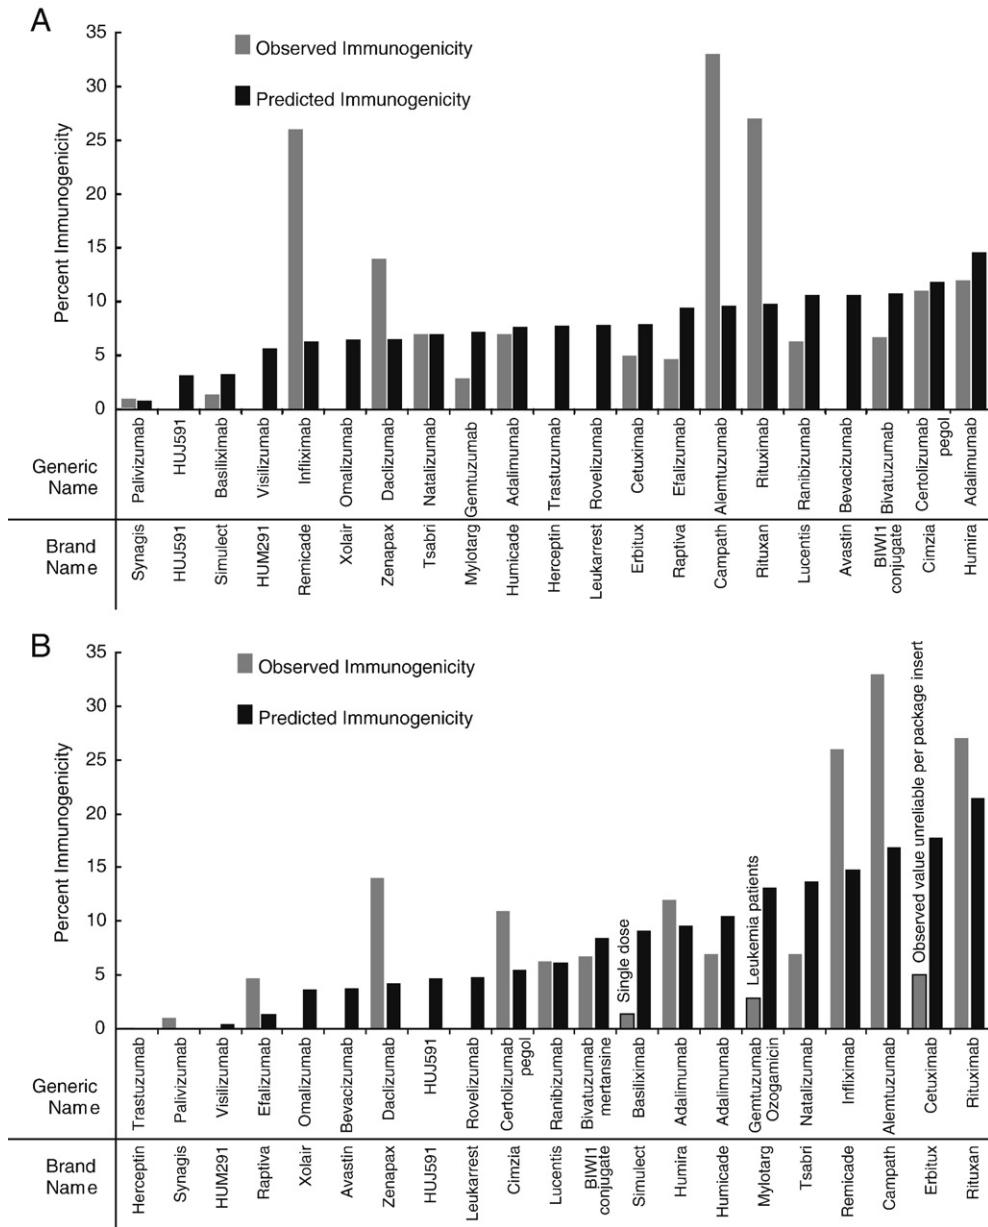 A
35
30
25
20
15
10
5
0
Percent Immunogenicity
Observed Immunogenicity
Predicted Immunogenicity
Generic
Name
Palivizumab
HUJ591
Basiliximab
Visilizumab
Infliximab
Omalizumab
Daclizumab
Natalizumab
Gemtuzumab
Adalimumab
Trastuzumab
Rovelizumab
Cetuximab
Efalizumab
Alemtuzumab
Rituximab
Ranibizumab
Bevacizumab
Bivatuzumab
Certolizumab
pegol
Adalimumab
Brand
Name
Synagis
HUJ591
Simulect
HUM291
Remicade
Xolair
Zenapax
Tsabri
Mylotarg
Humicade
Herceptin
Leukarrest
Erbitux
Raptiva
Campath
Rituxan
Lucentis
Avastin
BIWI1
conjugate
Cimzia
Humira
B
35
30
25
20
15
10
5
0
Percent Immunogenicity
Observed Immunogenicity
Predicted Immunogenicity
Single dose
Leukemia patients
Observed value unreliable per package insert
Generic
Name
Trastuzumab
Palivizumab
Visilizumab
Efalizumab
Omalizumab
Bevacizumab
Daclizumab
HUJ591
Rovelizumab
Certolizumab
pegol
Ranibizumab
Bivatuzumab
mertansine
Basiliximab
Adalimumab
Adalimumab
Gemtuzumab
Ozogamicin
Natalizumab
Infliximab
Alemtuzumab
Cetuximab
Rituximab
Brand
Name
Herceptin
Synagis
HUM291
Raptiva
Xolair
Avastin
Zenapax
HUJ591
Leukarrest
Cimzia
Lucentis
BIWI1
conjugate
Simulect
Humira
Humicade
Mylotarg
Tsabri
Remicade
Campath
Erbitux
Rituxan